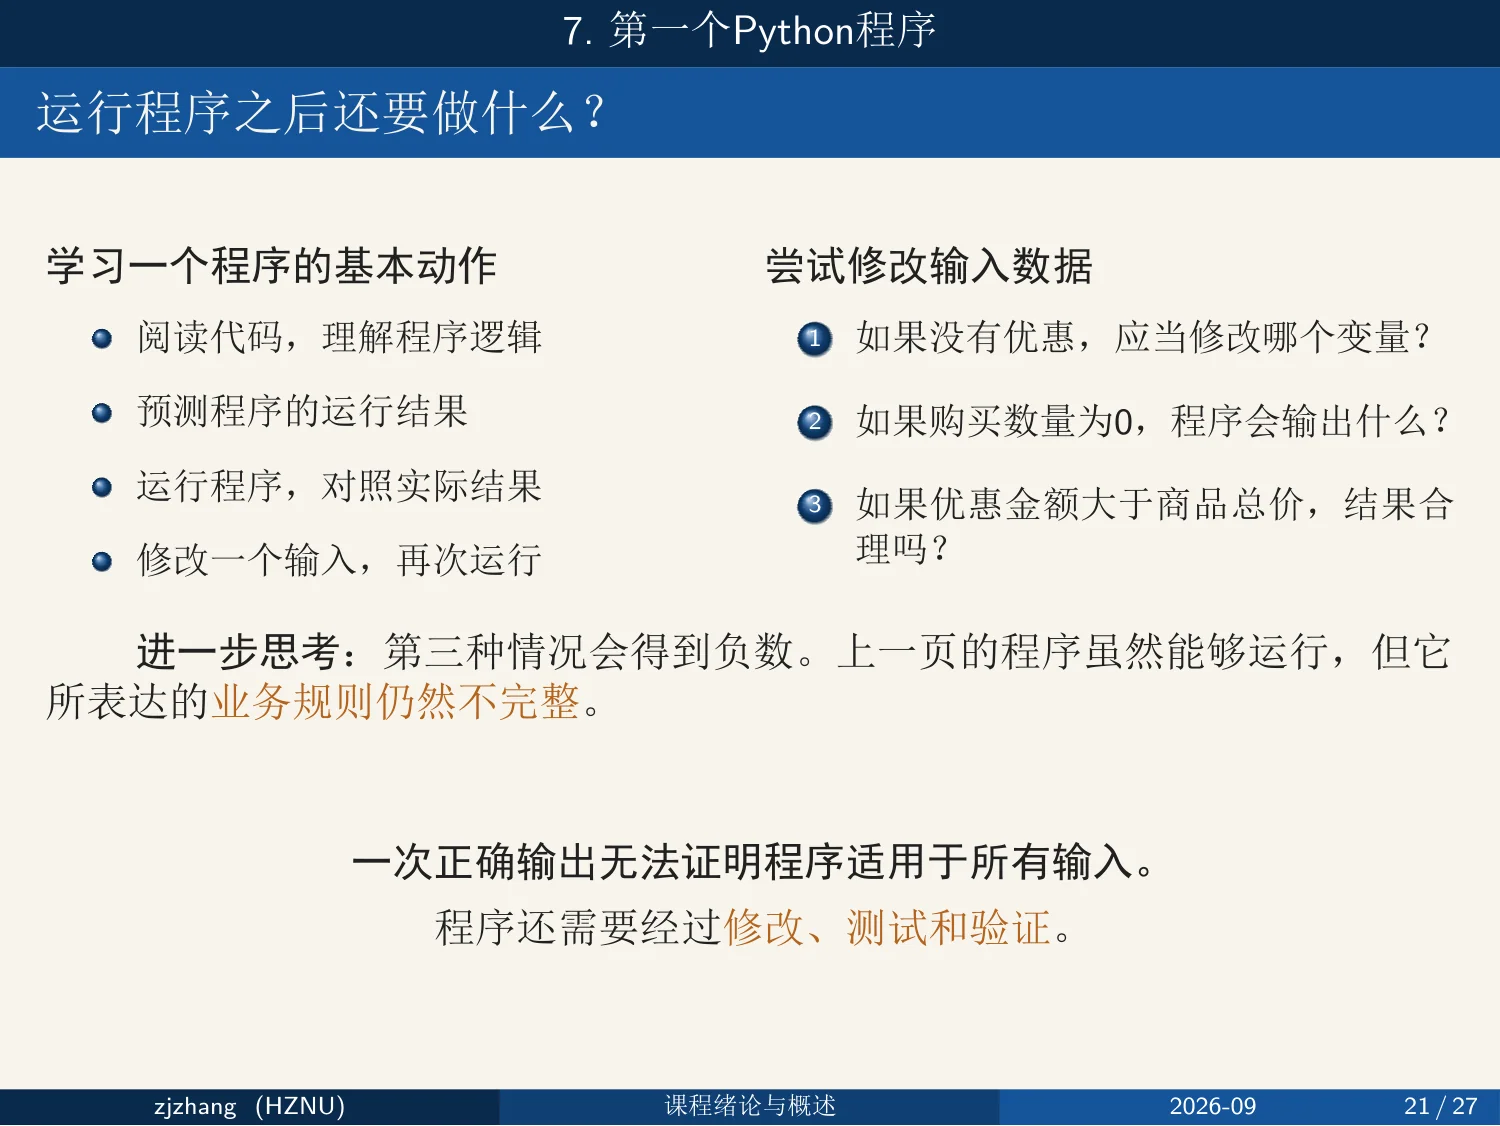 7. 第一个Python程序
运行程序之后还要做什么？
学习一个程序的基本动作
阅读代码，理解程序逻辑
预测程序的运行结果
运行程序，对照实际结果
修改一个输入，再次运行
尝试修改输入数据
1 如果没有优惠，应当修改哪个变量？
2 如果购买数量为0，程序会输出什么？
3 如果优惠金额大于商品总价，结果合
理吗？
进一步思考：第三种情况会得到负数。上一页的程序虽然能够运行，但它
所表达的业务规则仍然不完整。
一次正确输出无法证明程序适用于所有输入。
程序还需要经过修改、测试和验证。
zjzhang (HZNU) 课程绪论与概述 2026-09 21 / 27